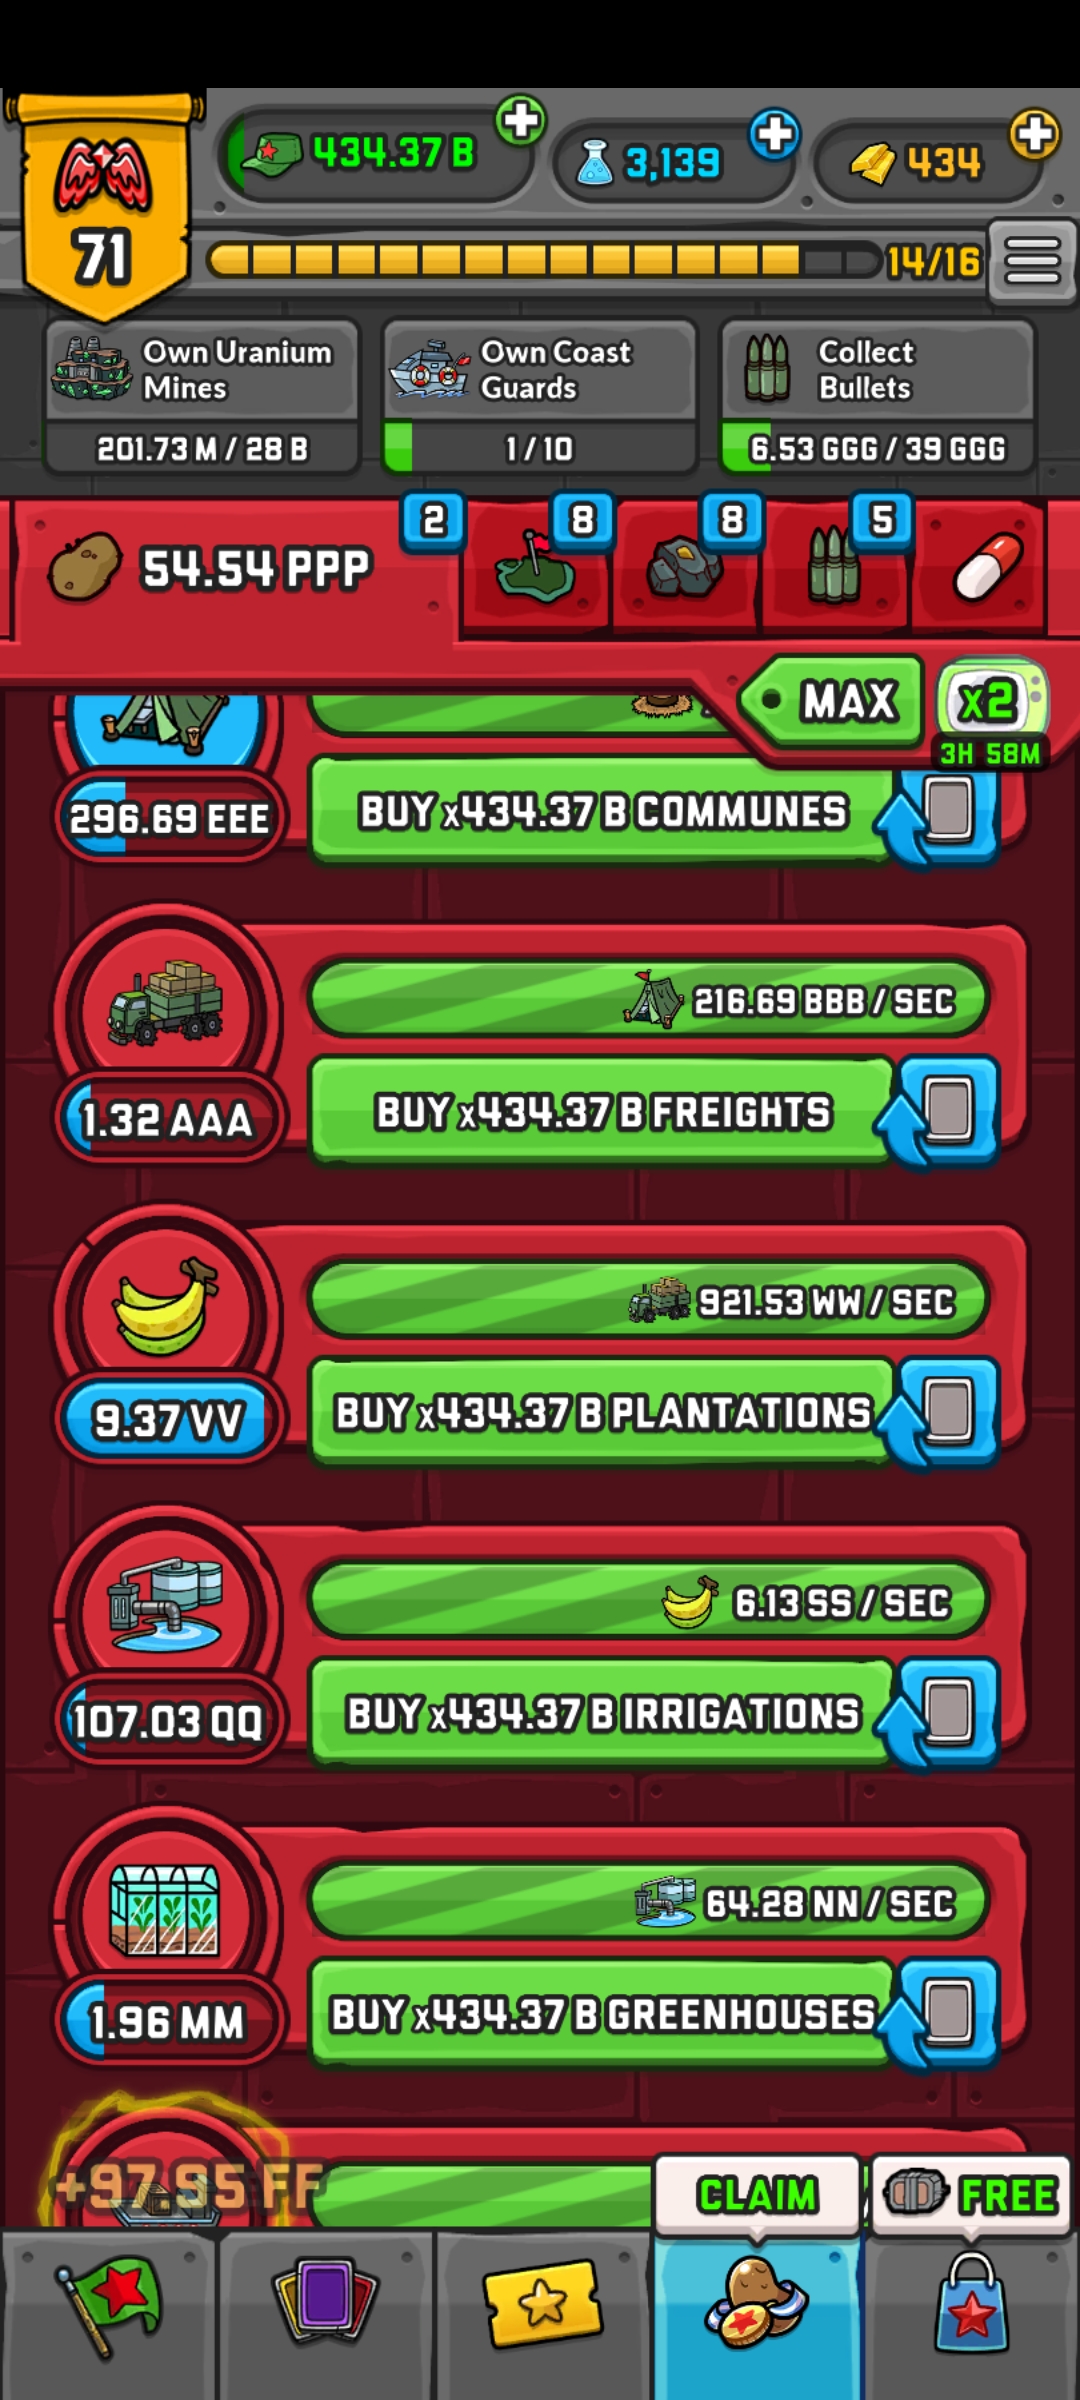 71
434.37 B
3,139
434
14/16
Own Uranium
Mines
201.73 M / 28 B
Own Coast
Guards
1 / 10
Collect
Bullets
6.53 GGG / 39 GGG
54.54 PPP
2
8
8
5
MAX
x2
3H 58M
296.69 EEE
BUY x434.37 B COMMUNES
216.69 BBB / SEC
1.32 AAA
BUY x434.37 B FREIGHTS
921.53 WW / SEC
9.37 VV
BUY x434.37 B PLANTATIONS
6.13 SS / SEC
107.03 QQ
BUY x434.37 B IRRIGATIONS
64.28 NN / SEC
1.96 MM
BUY x434.37 B GREENHOUSES
+97.95 FF
CLAIM
FREE